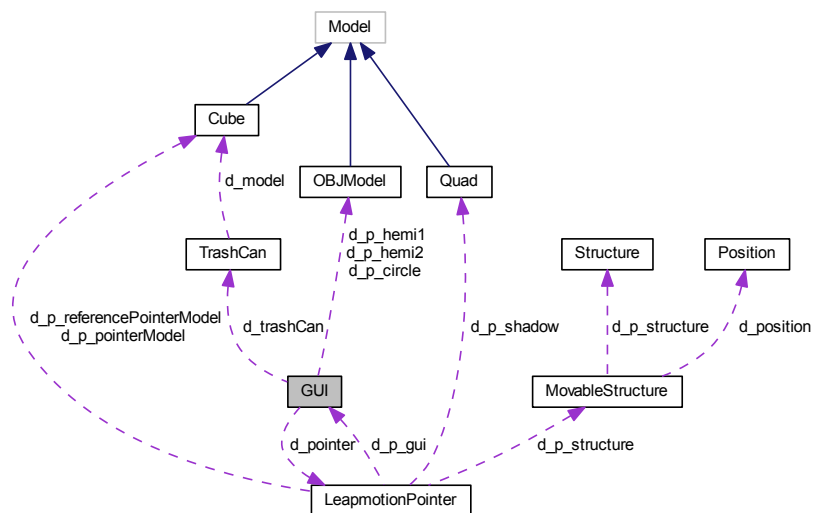 Model
Cube
d_model
OBJModel
Quad
d_p_hemi1
d_p_hemi2
d_p_circle
TrashCan
Structure
Position
d_p_referencePointerModel
d_p_pointerModel
d_trashCan
d_p_shadow
d_p_structure
d_position
GUI
MovableStructure
d_pointer
d_p_gui
d_p_structure
LeapmotionPointer